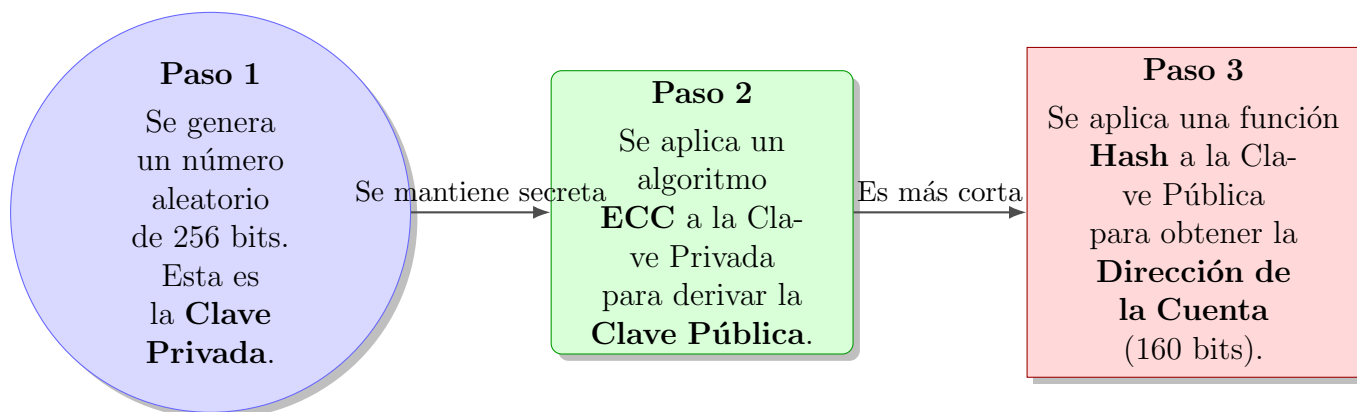 Paso 1
Se genera
un número
aleatorio
de 256 bits.
Esta es
la Clave
Privada.
Se mantiene secreta
Paso 2
Se aplica un
algoritmo
ECC a la Cla-
ve Privada
para derivar la
Clave Pública.
Es más corta
Paso 3
Se aplica una función
Hash a la Cla-
ve Pública
para obtener la
Dirección de
la Cuenta
(160 bits).